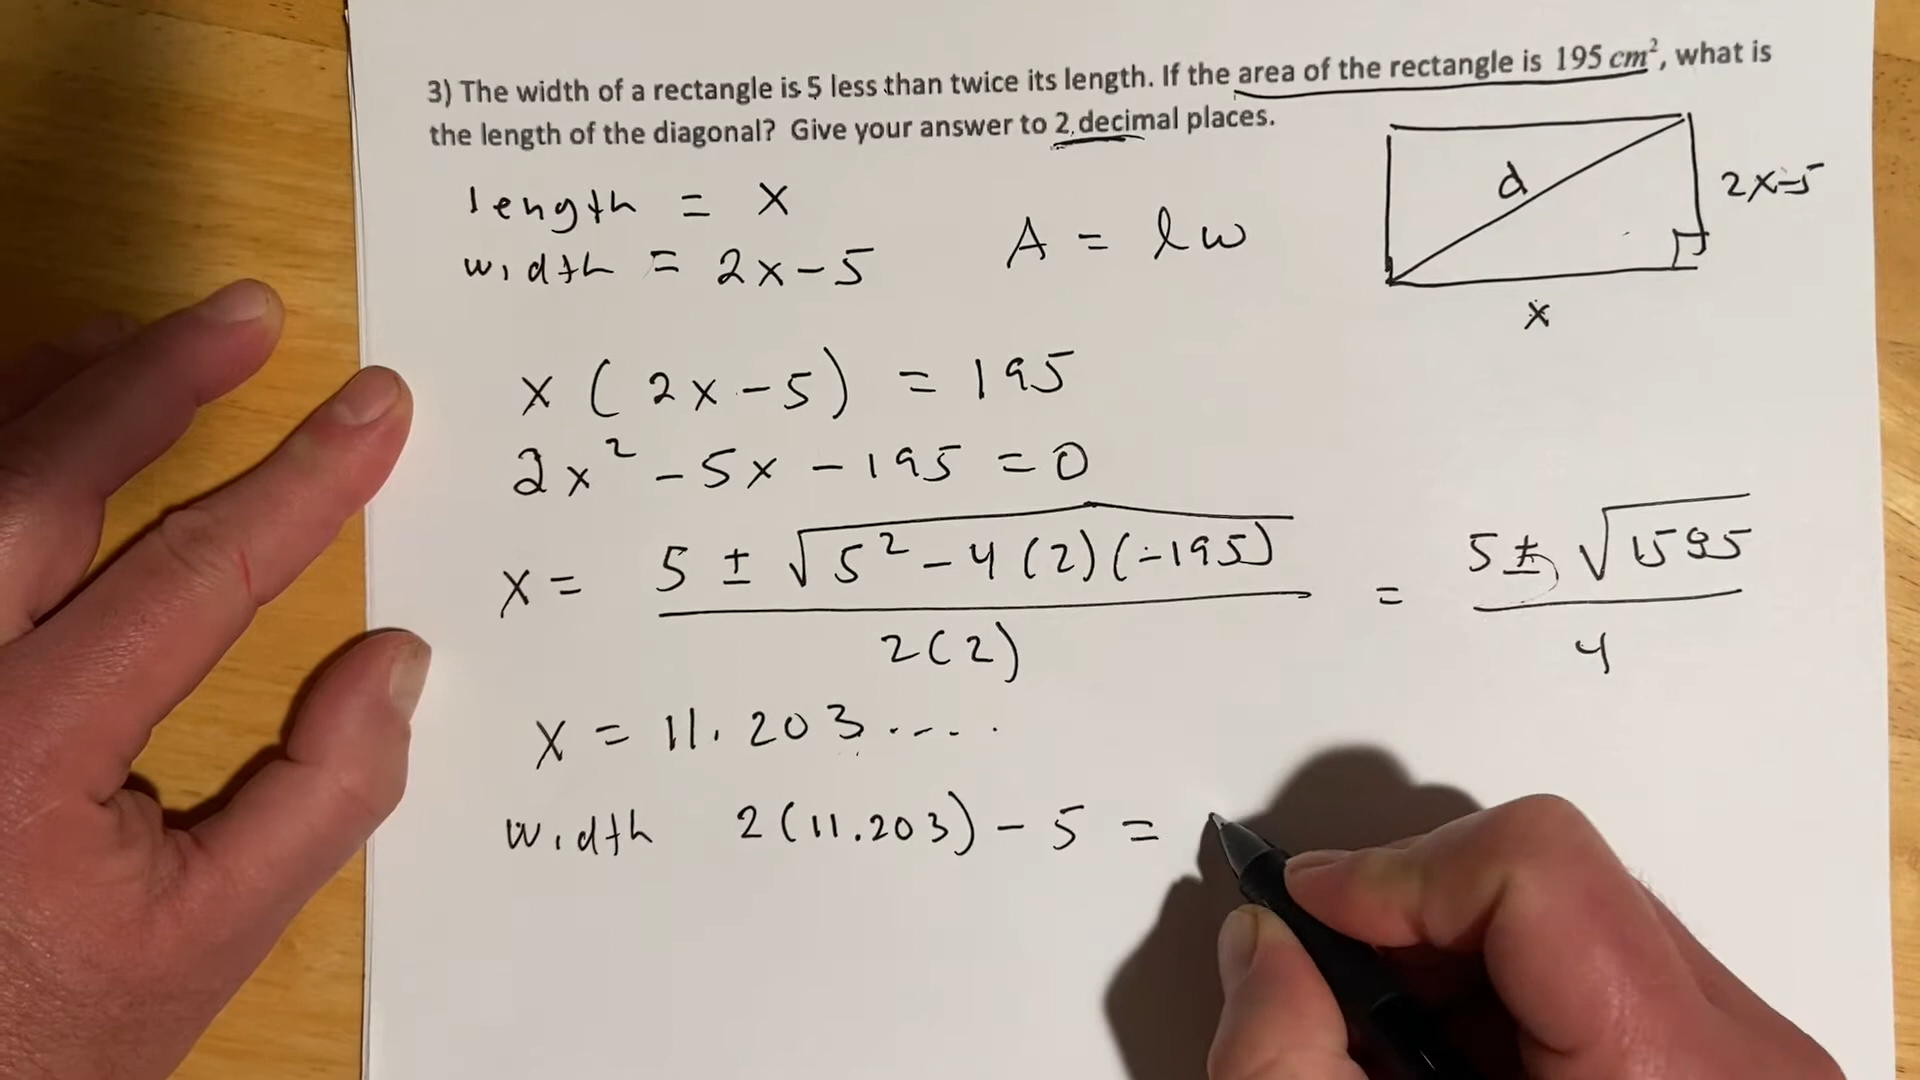 3) The width of a rectangle is 5 less than twice its length. If the area of the rectangle is 195 cm², what is
the length of the diagonal? Give your answer to 2 decimal places.
length = x
width = 2x-5
A = lw
d
2x-5
x
x(2x-5) = 195
2x² -5x -195 =0
x = 5 ± √5² -4(2)(-195) / 2(2) = 5± √1585 / 4
x = 11.203....
width 2(11.203) - 5 =